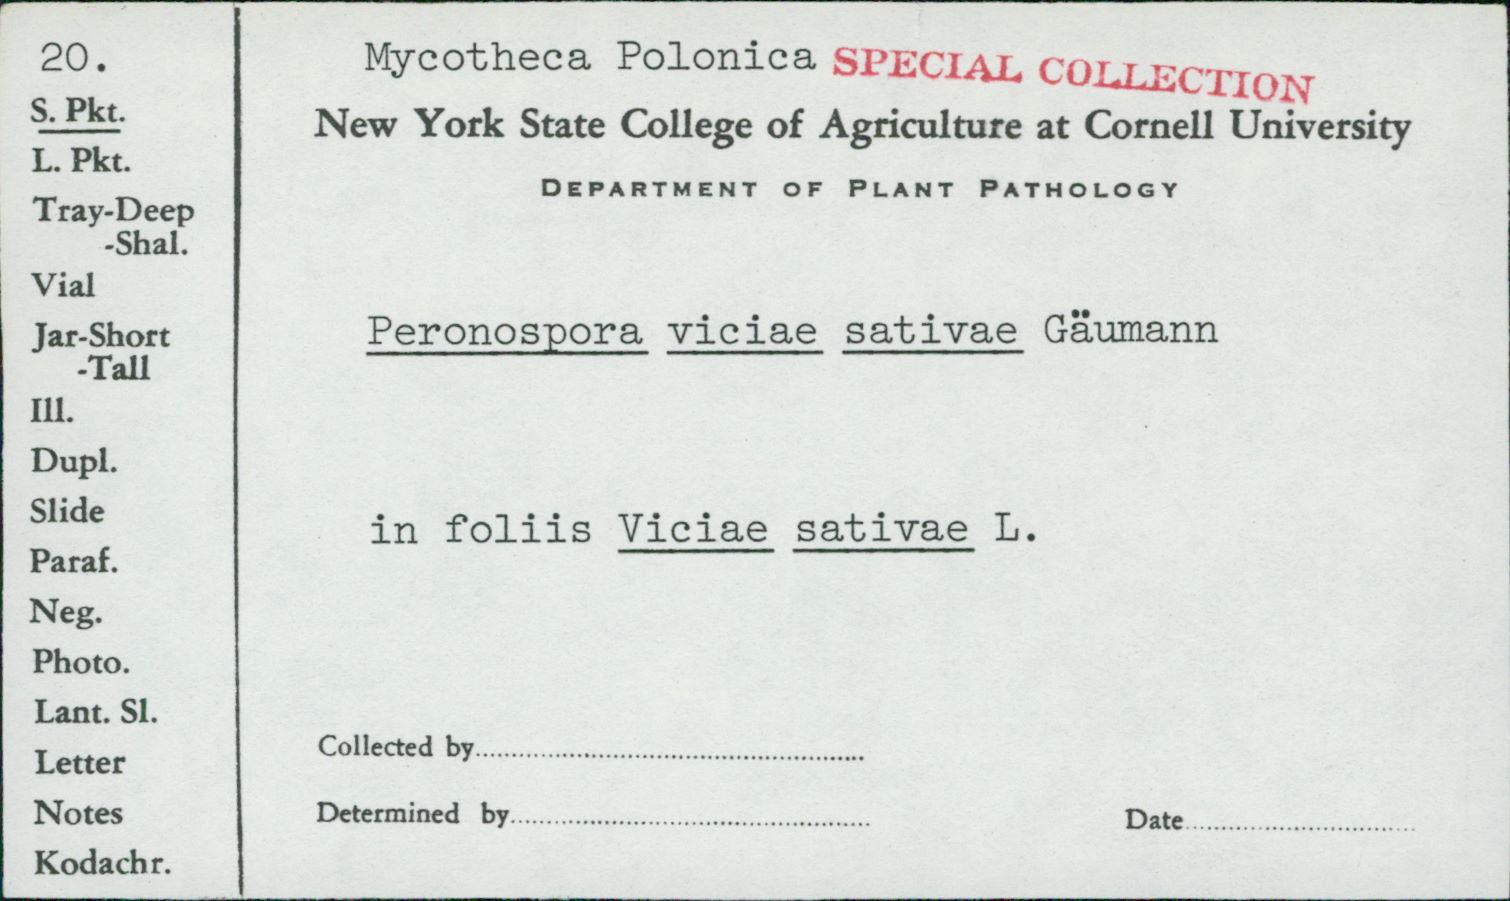 20.
S. Pkt.
L. Pkt.
Tray-Deep
-Shal.
Vial
Jar-Short
-Tall
Ill.
Dupl.
Slide
Paraf.
Neg.
Photo.
Lant. Sl.
Letter
Notes
Kodachr.
Mycotheca Polonica SPECIAL COLLECTION
New York State College of Agriculture at Cornell University
DEPARTMENT OF PLANT PATHOLOGY
Peronospora viciae sativae Gäumann
in foliis Viciae sativae L.
Collected by
Determined by
Date